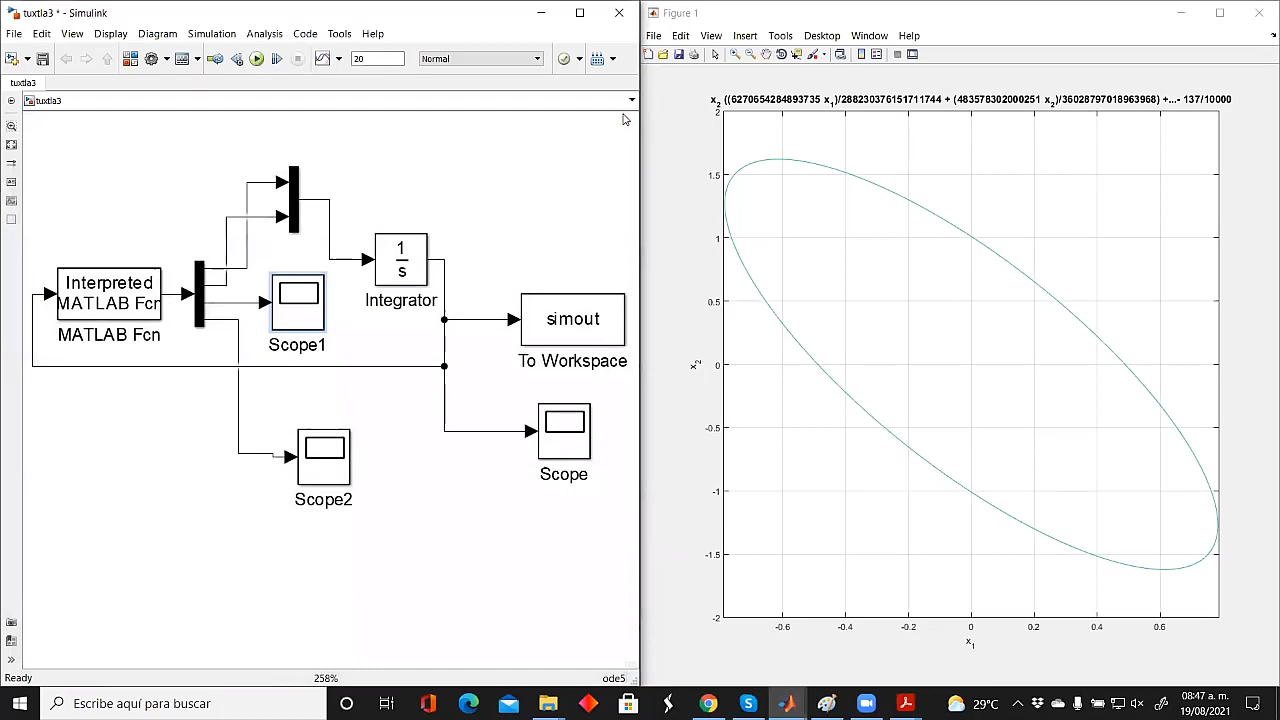 tuxtla3 * - Simulink
File Edit View Display Diagram Simulation Analysis Code Tools Help
20
Normal
tuxtla3
tuxtla3
Interpreted
MATLAB Fcn
MATLAB Fcn
Scope1
1
s
Integrator
simout
To Workspace
Scope
Scope2
Ready 258% ode5
Figure 1
File Edit View Insert Tools Desktop Window Help
x2 ((6270654284893735 x1)/288230376151711744 + (483578302000251 x2)/36028797018963968) +...- 137/10000
2
1.5
1
0.5
0
-0.5
-1
-1.5
-2
x2
-0.6 -0.4 -0.2 0 0.2 0.4 0.6
x1
Escribe aquí para buscar
29°C
08:47 a. m.
19/08/2021